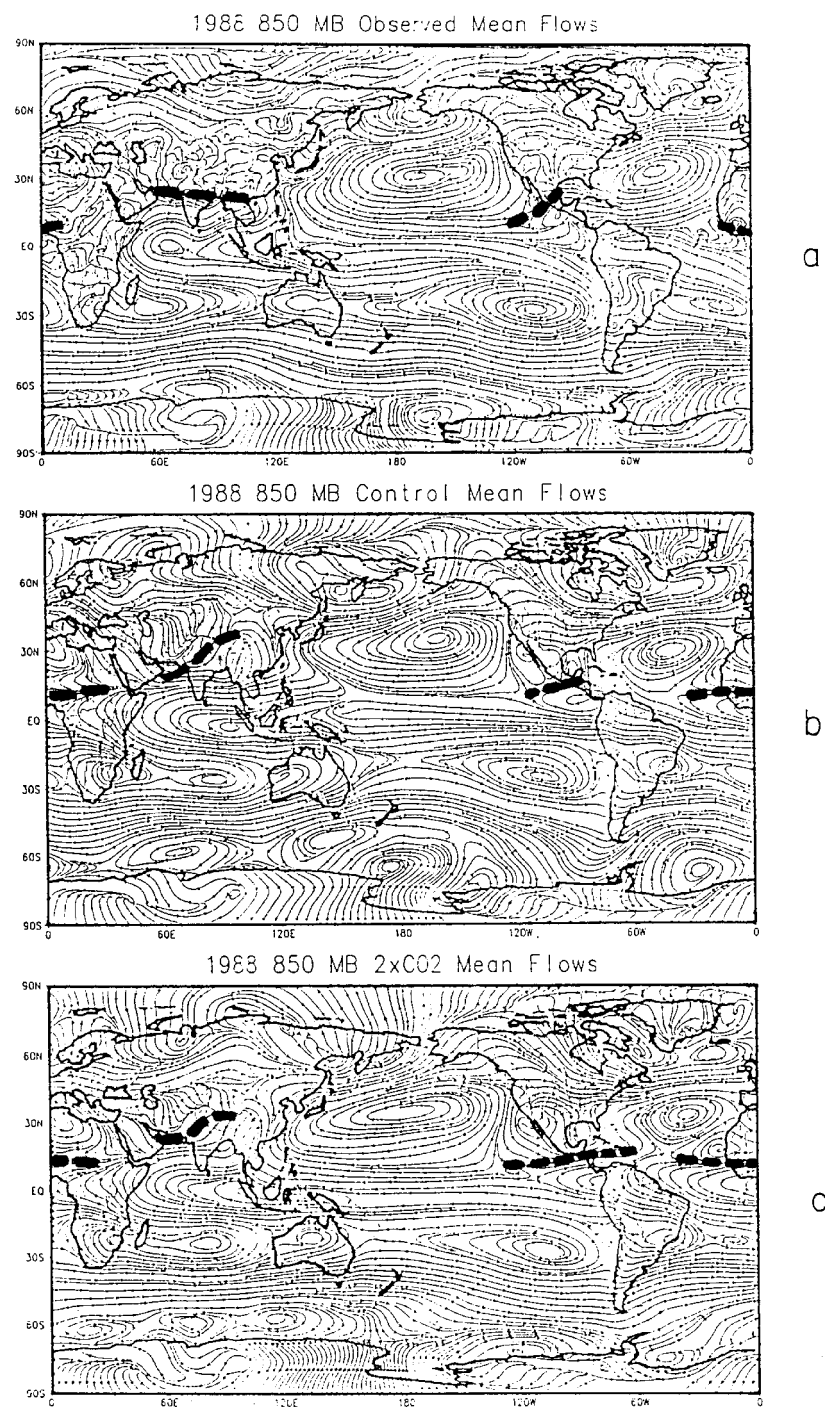 1988 850 MB Observed Mean Flows
90N
60N
30N
EQ
30S
60S
90S
0 60E 120E 180 120W 60W 0
a
1988 850 MB Control Mean Flows
90N
60N
30N
EQ
30S
60S
90S
0 60E 120E 180 120W 60W 0
b
1988 850 MB 2xCO2 Mean Flows
90N
60N
30N
EQ
30S
60S
90S
0 60E 120E 180 120W 60W 0